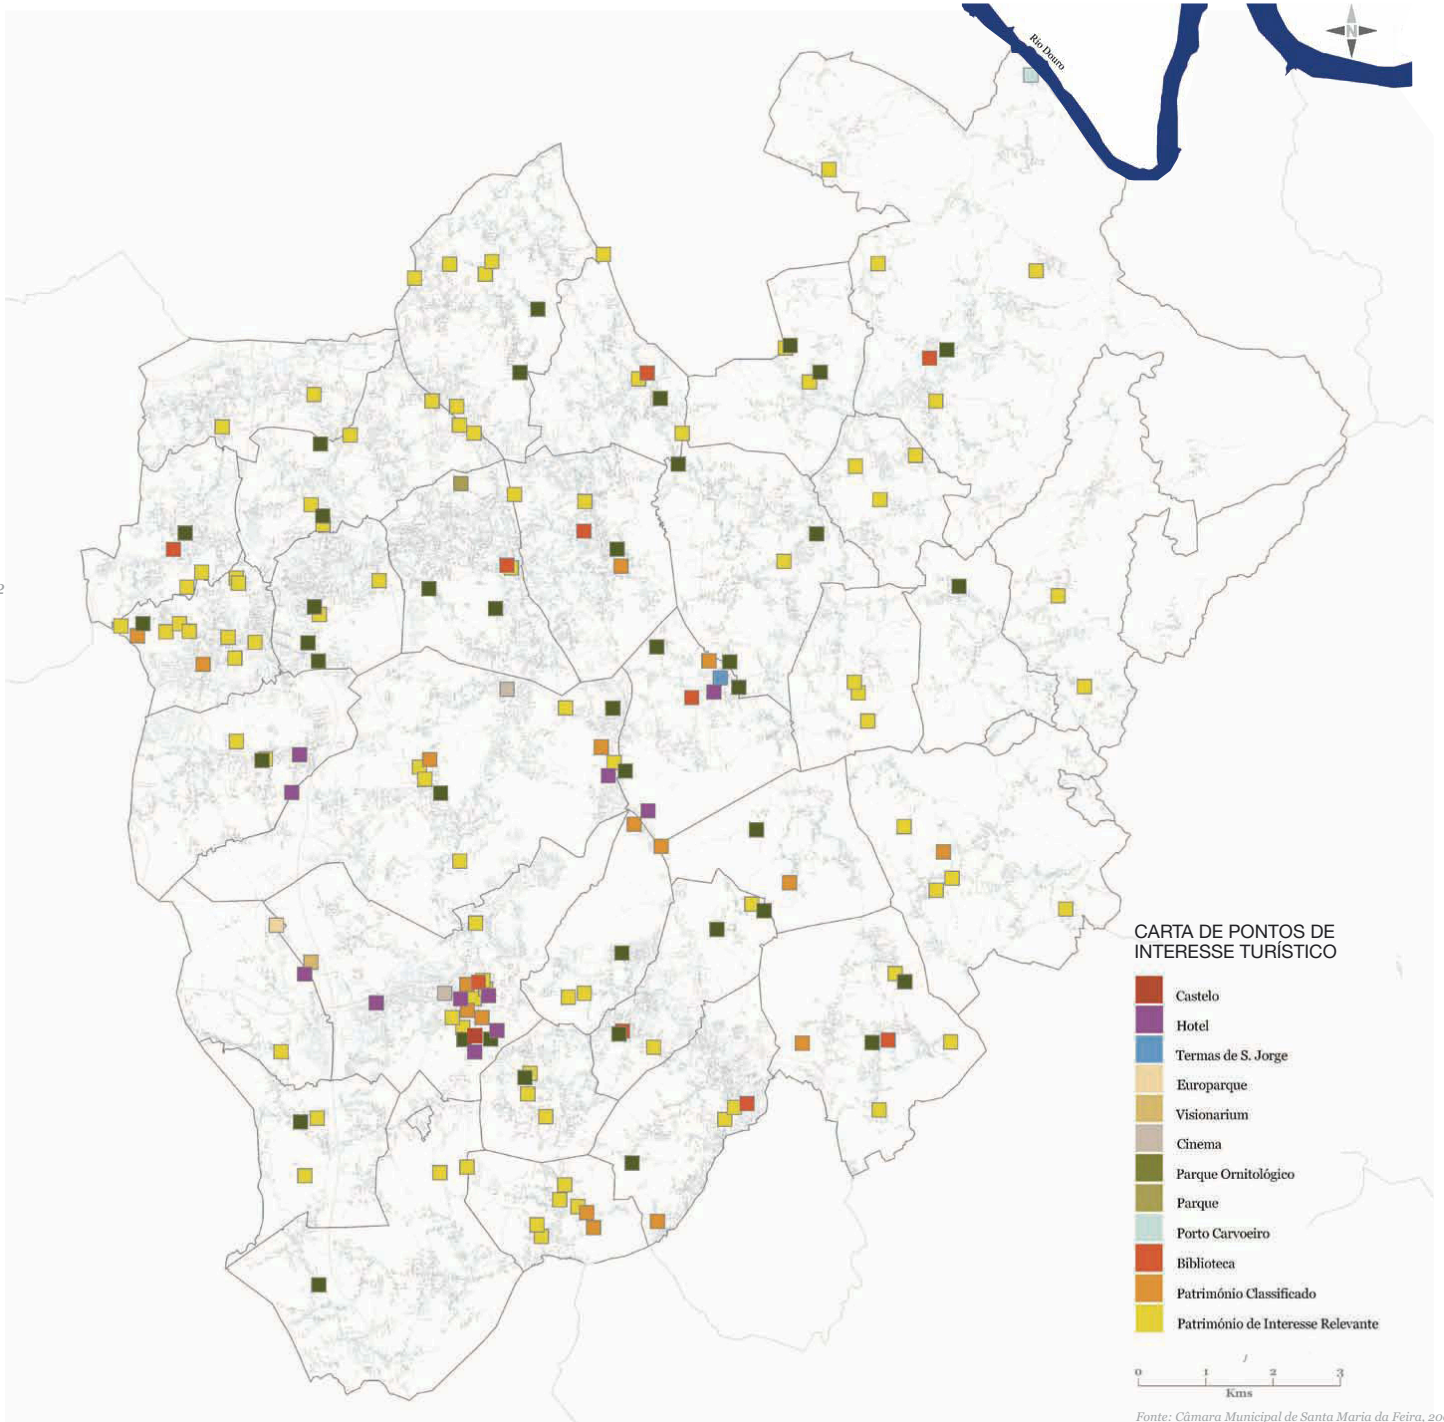 N
Rio Douro
2
CARTA DE PONTOS DE
INTERESSE TURÍSTICO
Castelo
Hotel
Termas de S. Jorge
Europarque
Visionarium
Cinema
Parque Ornitológico
Parque
Porto Carvoeiro
Biblioteca
Património Classificado
Património de Interesse Relevante
0 1 2 3
Kms
Fonte: Câmara Municipal de Santa Maria da Feira,